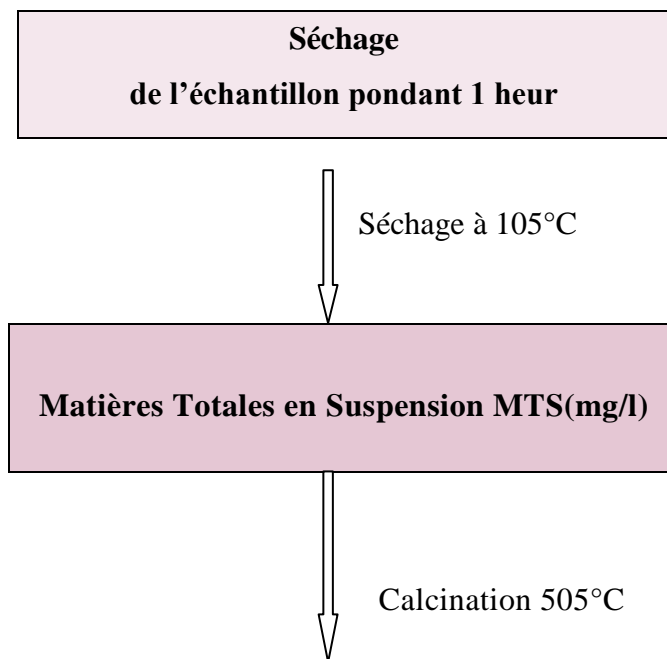 Séchage
de l’échantillon pondant 1 heur
Séchage à 105°C
Matières Totales en Suspension MTS(mg/l)
Calcination 505°C